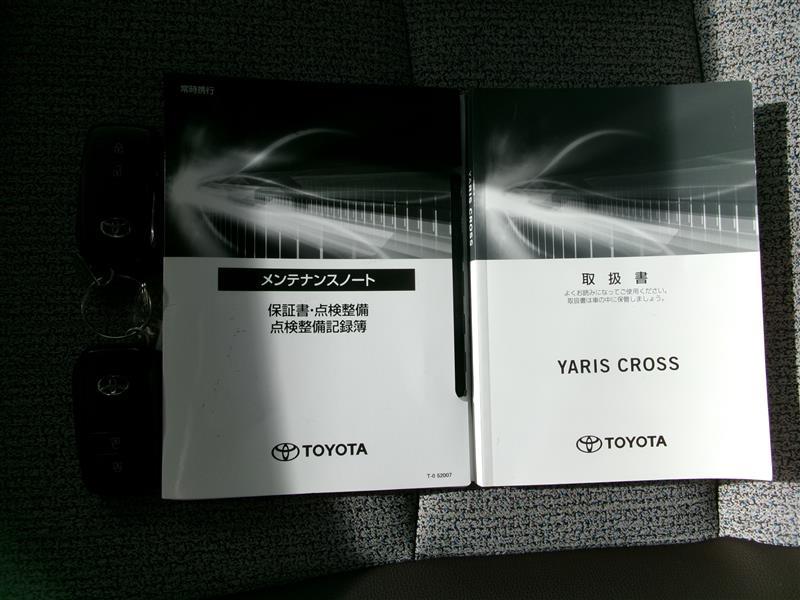 常時携行
メンテナンスノート
保証書・点検整備
点検整備記録簿
TOYOTA
T-0 52007
YARIS CROSS
取扱書
よくお読みになってご使用ください。
取扱書は車の中に保管しましょう。
YARIS CROSS
TOYOTA